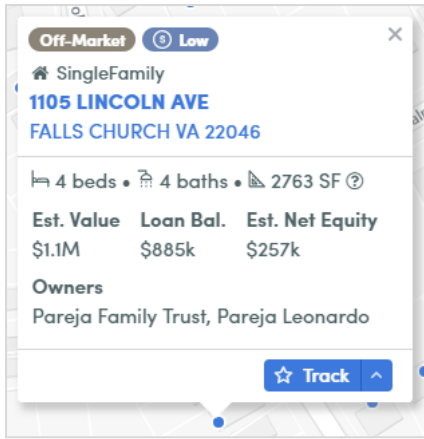 Off-Market Low
SingleFamily
1105 LINCOLN AVE
FALLS CHURCH VA 22046
4 beds • 4 baths • 2763 SF
Est. Value Loan Bal. Est. Net Equity
$1.1M $885k $257k
Owners
Pareja Family Trust, Pareja Leonardo
Track